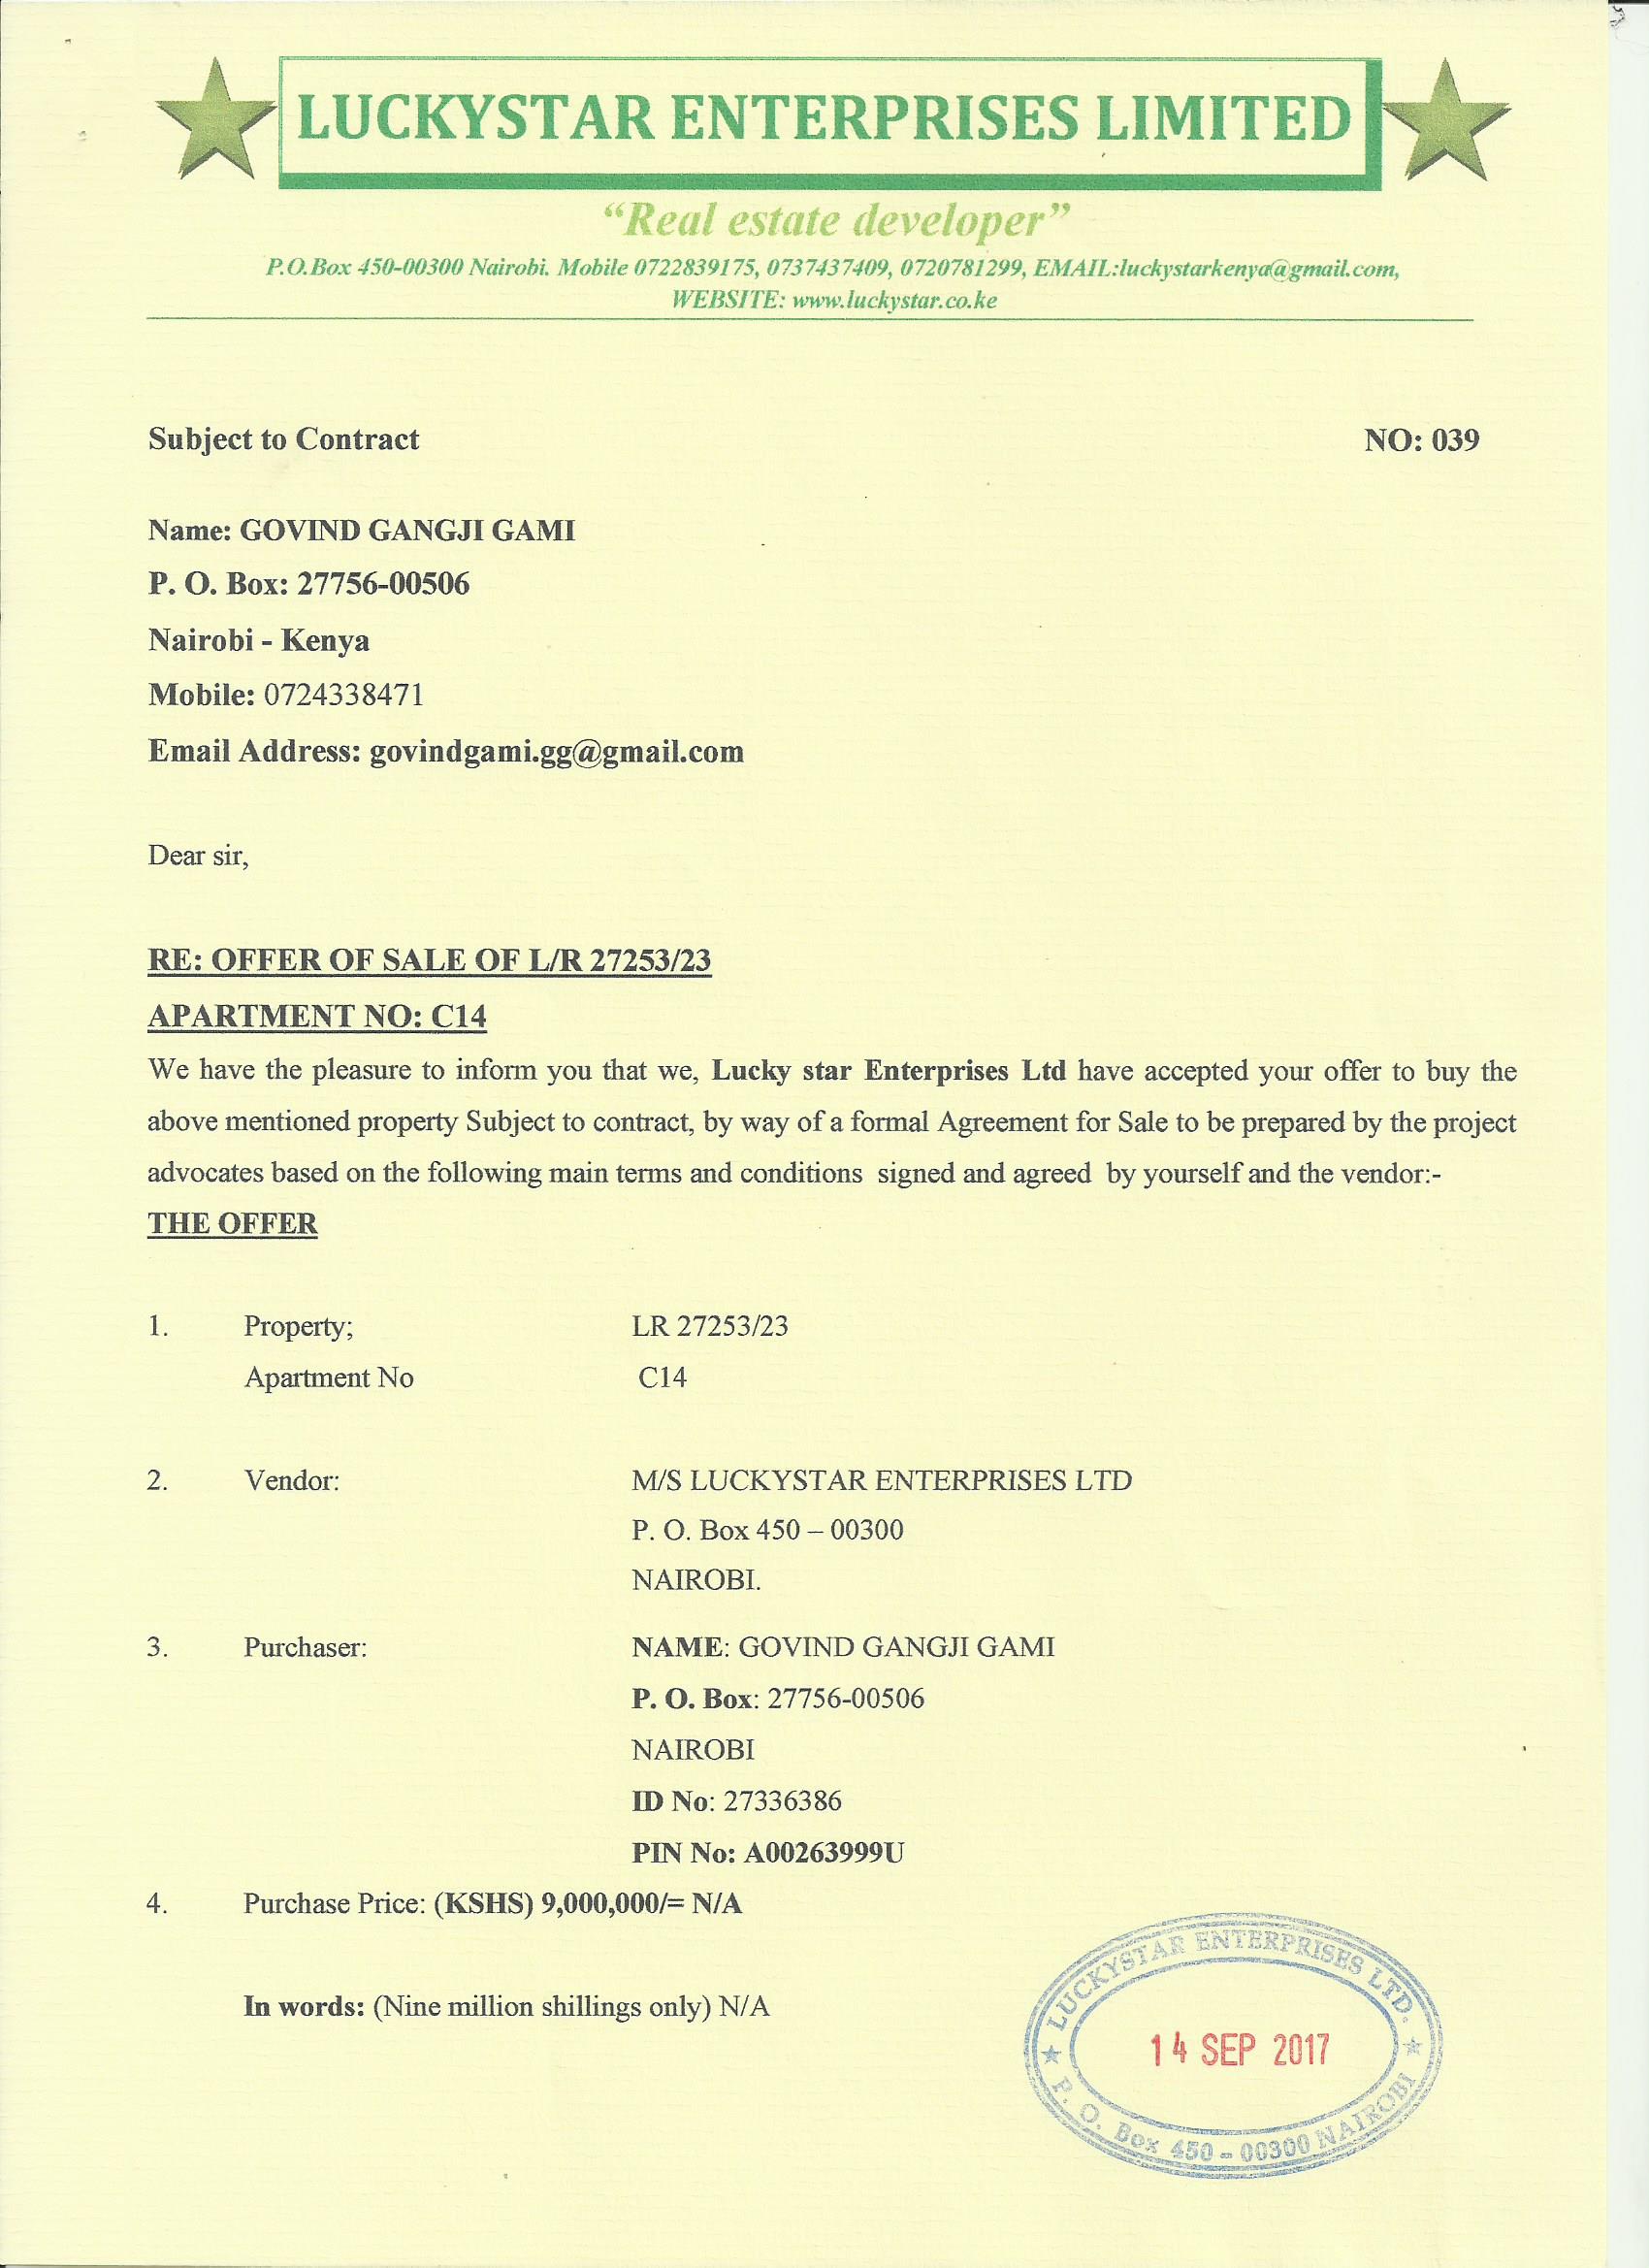 LUCKYSTAR ENTERPRISES LIMITED
“Real estate developer”
P.O.Box 450-00300 Nairobi. Mobile 0722839175, 0737437409, 0720781299, EMAIL:luckystarkenya@gmail.com,
WEBSITE: www.luckystar.co.ke
Subject to Contract NO: 039
Name: GOVIND GANGJI GAMI
P. O. Box: 27756-00506
Nairobi - Kenya
Mobile: 0724338471
Email Address: govindgami.gg@gmail.com
Dear sir,
RE: OFFER OF SALE OF L/R 27253/23
APARTMENT NO: C14
We have the pleasure to inform you that we, Lucky star Enterprises Ltd have accepted your offer to buy the
above mentioned property Subject to contract, by way of a formal Agreement for Sale to be prepared by the project
advocates based on the following main terms and conditions signed and agreed by yourself and the vendor:-
THE OFFER
1. Property; LR 27253/23
Apartment No C14
2. Vendor: M/S LUCKYSTAR ENTERPRISES LTD
P. O. Box 450 – 00300
NAIROBI.
3. Purchaser: NAME: GOVIND GANGJI GAMI
P. O. Box: 27756-00506
NAIROBI
ID No: 27336386
PIN No: A00263999U
4. Purchase Price: (KSHS) 9,000,000/= N/A
In words: (Nine million shillings only) N/A
LUCKYSTAR ENTERPRISES LTD.
14 SEP 2017
P. O. Box 450 - 00300 NAIROBI